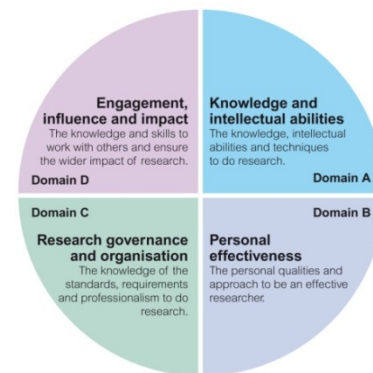 Engagement,
influence and impact
The knowledge and skills to
work with others and ensure
the wider impact of research.
Domain D
Knowledge and
intellectual abilities
The knowledge, intellectual
abilities and techniques
to do research.
Domain A
Domain C
Research governance
and organisation
The knowledge of the
standards, requirements
and professionalism to do
research.
Domain B
Personal
effectiveness
The personal qualities and
approach to be an effective
researcher.